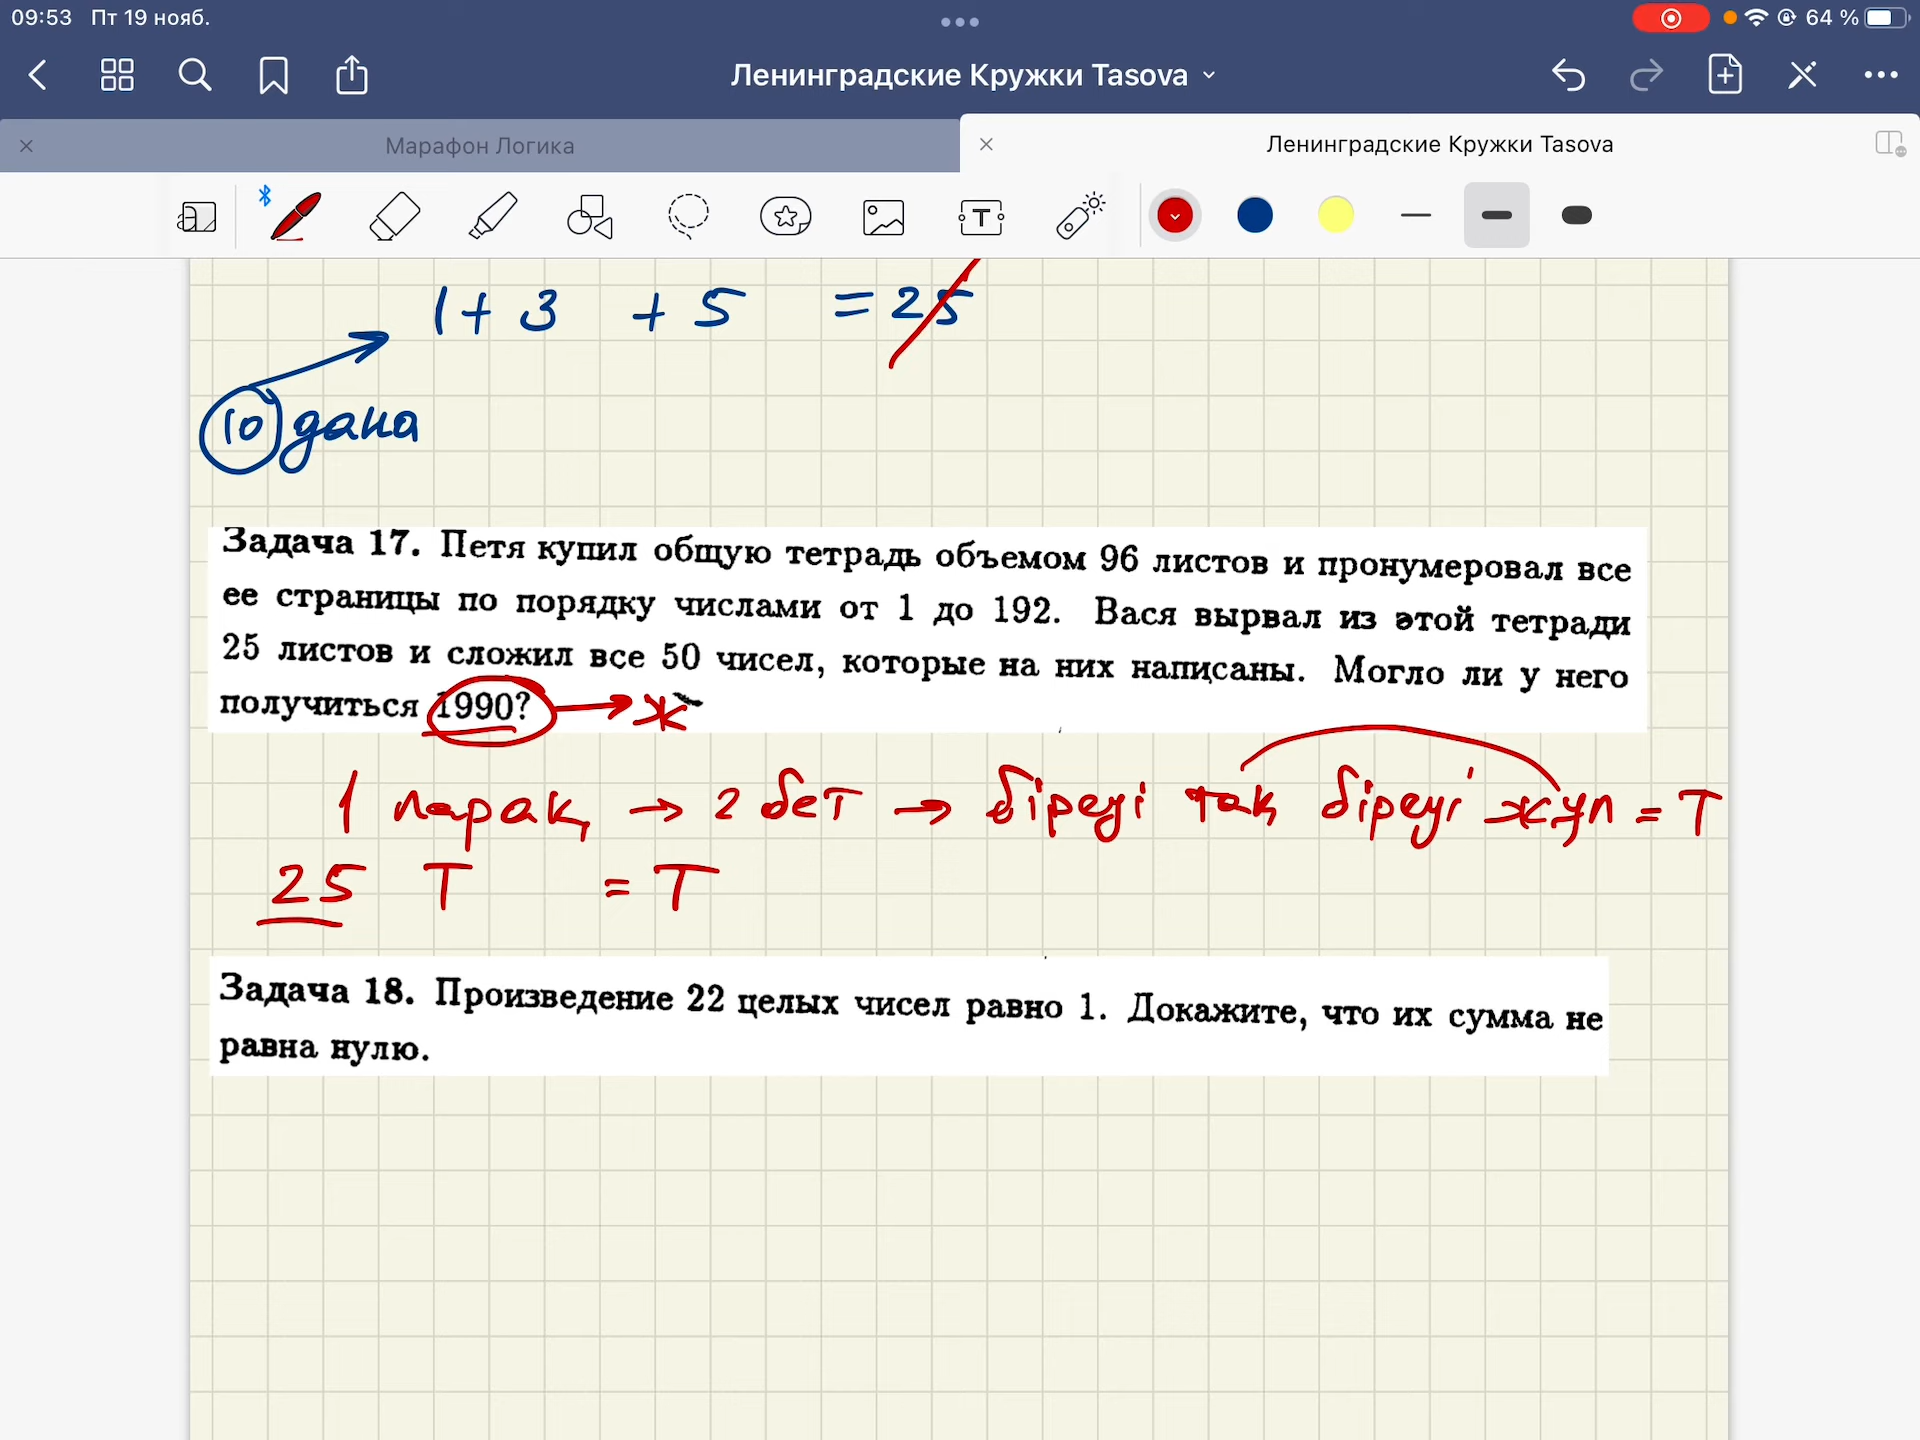 09:53 Пт 19 нояб.
64 %
Ленинградские Кружки Tasova
Марафон Логика
Ленинградские Кружки Tasova
1 + 3 + 5 = 25
10 дана
Задача 17. Петя купил общую тетрадь объемом 96 листов и пронумеровал все
ее страницы по порядку числами от 1 до 192. Вася вырвал из этой тетради
25 листов и сложил все 50 чисел, которые на них написаны. Могло ли у него
получиться 1990? → ж
1 парақ → 2 бет → біреуі тақ біреуі жұп = Т
25 Т = Т
Задача 18. Произведение 22 целых чисел равно 1. Докажите, что их сумма не
равна нулю.